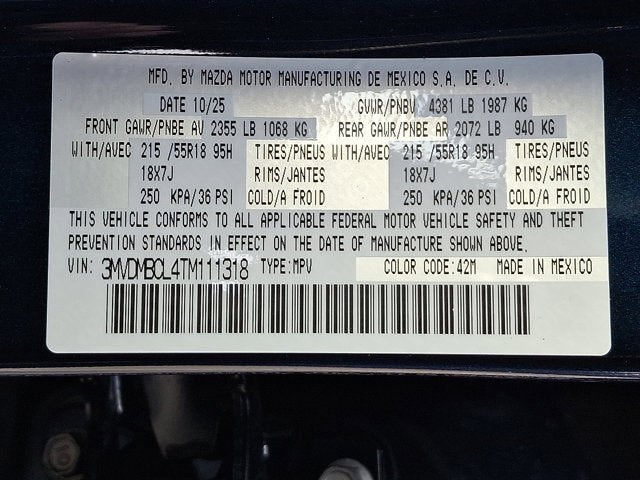 MFD. BY MAZDA MOTOR MANUFACTURING DE MEXICO S.A. DE C.V.
DATE 10/25 GVWR/PNBV 4381 LB 1987 KG
FRONT GAWR/PNBE AV 2355 LB 1068 KG REAR GAWR/PNBE AR 2072 LB 940 KG
WITH/AVEC 215 /55R18 95H TIRES/PNEUS WITH/AVEC 215 /55R18 95H TIRES/PNEUS
18X7J RIMS/JANTES 18X7J RIMS/JANTES
250 KPA/36 PSI COLD/A FROID 250 KPA/36 PSI COLD/A FROID
THIS VEHICLE CONFORMS TO ALL APPLICABLE FEDERAL MOTOR VEHICLE SAFETY AND THEFT
PREVENTION STANDARDS IN EFFECT ON THE DATE OF MANUFACTURE SHOWN ABOVE.
VIN: 3MVDMBCL4TM111318 TYPE:MPV COLOR CODE:42M MADE IN MEXICO